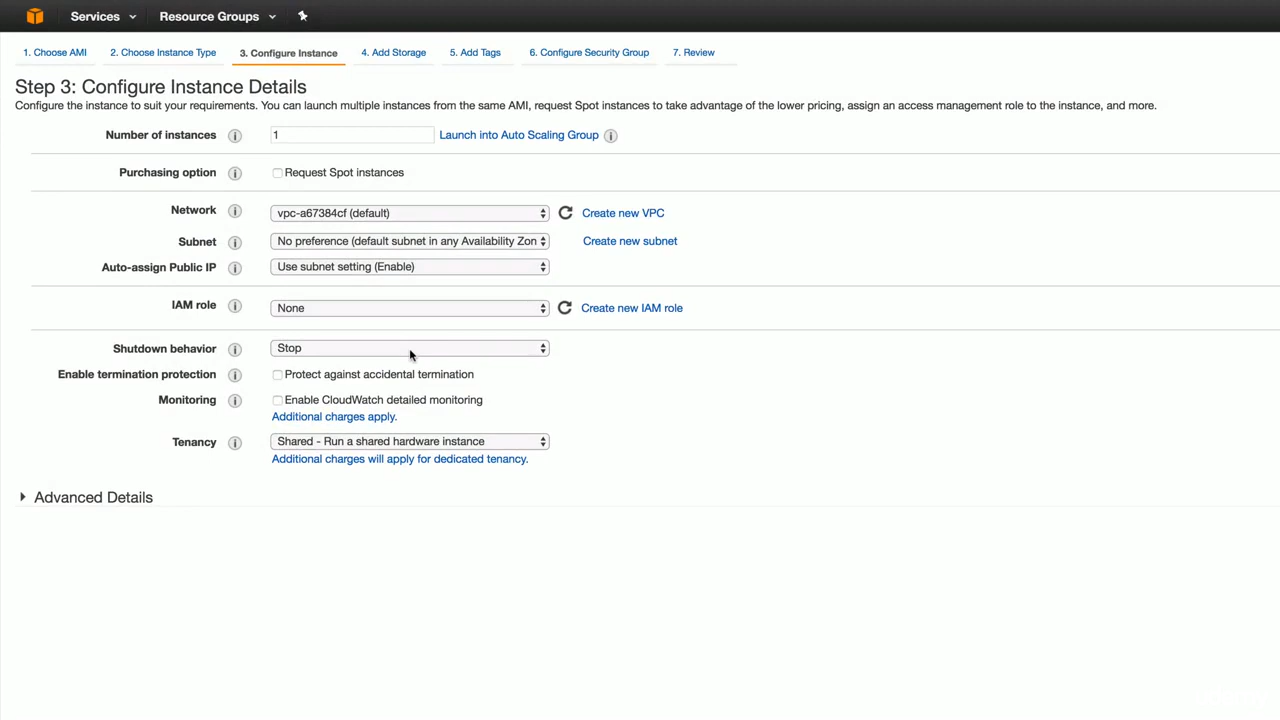 Services Resource Groups
1. Choose AMI 2. Choose Instance Type 3. Configure Instance 4. Add Storage 5. Add Tags 6. Configure Security Group 7. Review
Step 3: Configure Instance Details
Configure the instance to suit your requirements. You can launch multiple instances from the same AMI, request Spot instances to take advantage of the lower pricing, assign an access management role to the instance, and more.
Number of instances i 1 Launch into Auto Scaling Group i
Purchasing option i Request Spot instances
Network i vpc-a67384cf (default) Create new VPC
Subnet i No preference (default subnet in any Availability Zon Create new subnet
Auto-assign Public IP i Use subnet setting (Enable)
IAM role i None Create new IAM role
Shutdown behavior i Stop
Enable termination protection i Protect against accidental termination
Monitoring i Enable CloudWatch detailed monitoring
Additional charges apply.
Tenancy i Shared - Run a shared hardware instance
Additional charges will apply for dedicated tenancy.
Advanced Details